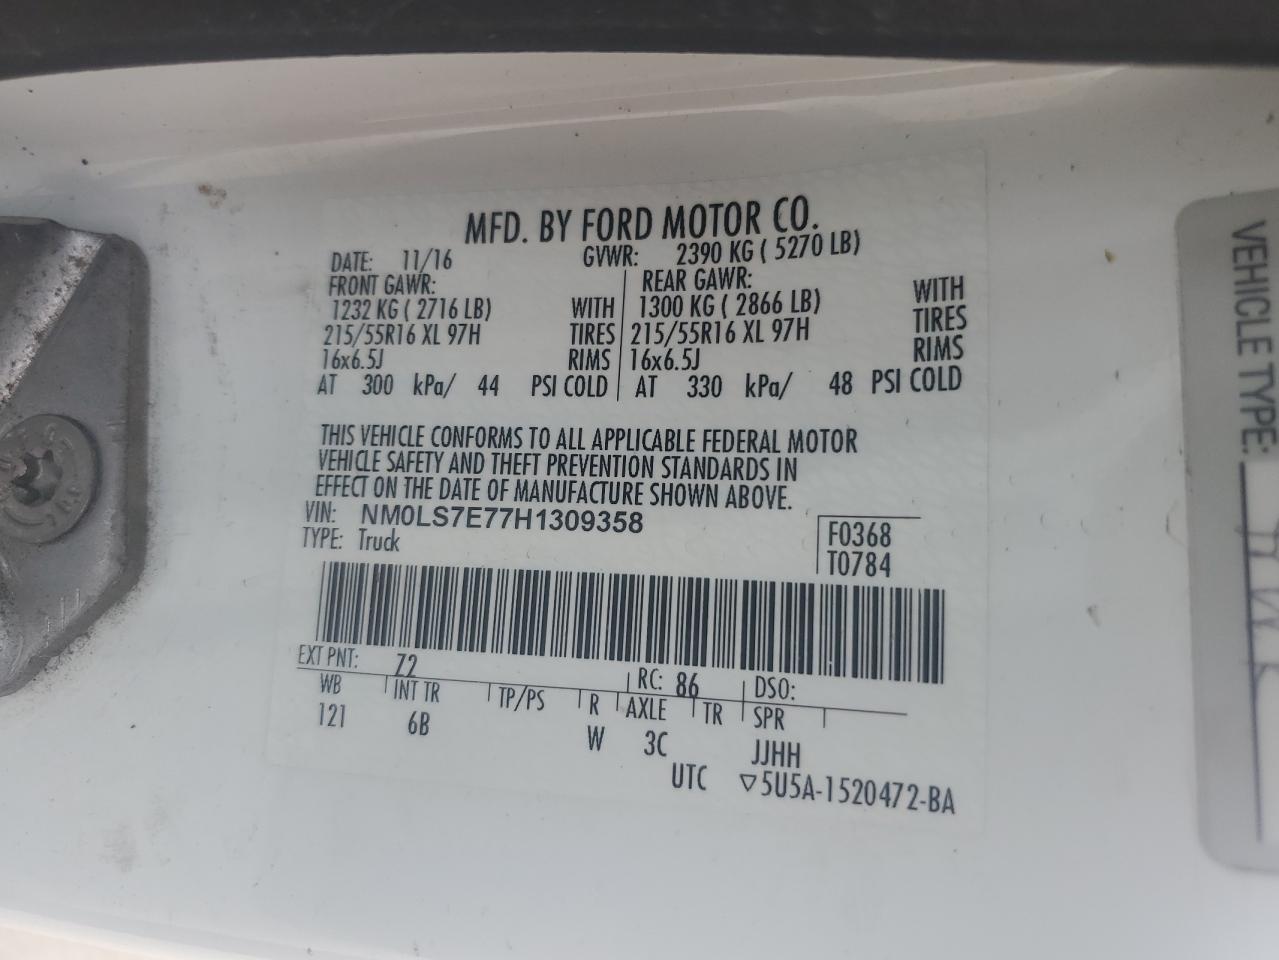 MFD. BY FORD MOTOR CO.
DATE: 11/16 GVWR: 2390 KG ( 5270 LB)
FRONT GAWR: REAR GAWR:
1232 KG ( 2716 LB) WITH 1300 KG ( 2866 LB) WITH
215/55R16 XL 97H TIRES 215/55R16 XL 97H TIRES
16x6.5J RIMS 16x6.5J RIMS
AT 300 kPa/ 44 PSI COLD AT 330 kPa/ 48 PSI COLD
THIS VEHICLE CONFORMS TO ALL APPLICABLE FEDERAL MOTOR
VEHICLE SAFETY AND THEFT PREVENTION STANDARDS IN
EFFECT ON THE DATE OF MANUFACTURE SHOWN ABOVE.
VIN: NM0LS7E77H1309358
TYPE: Truck
F0368
T0784
EXT PNT: Z2 RC: 86 DSO:
WB INT TR TP/PS R AXLE TR SPR
121 6B W 3C JJHH
UTC ▽5U5A-1520472-BA
VEHICLE TYPE: